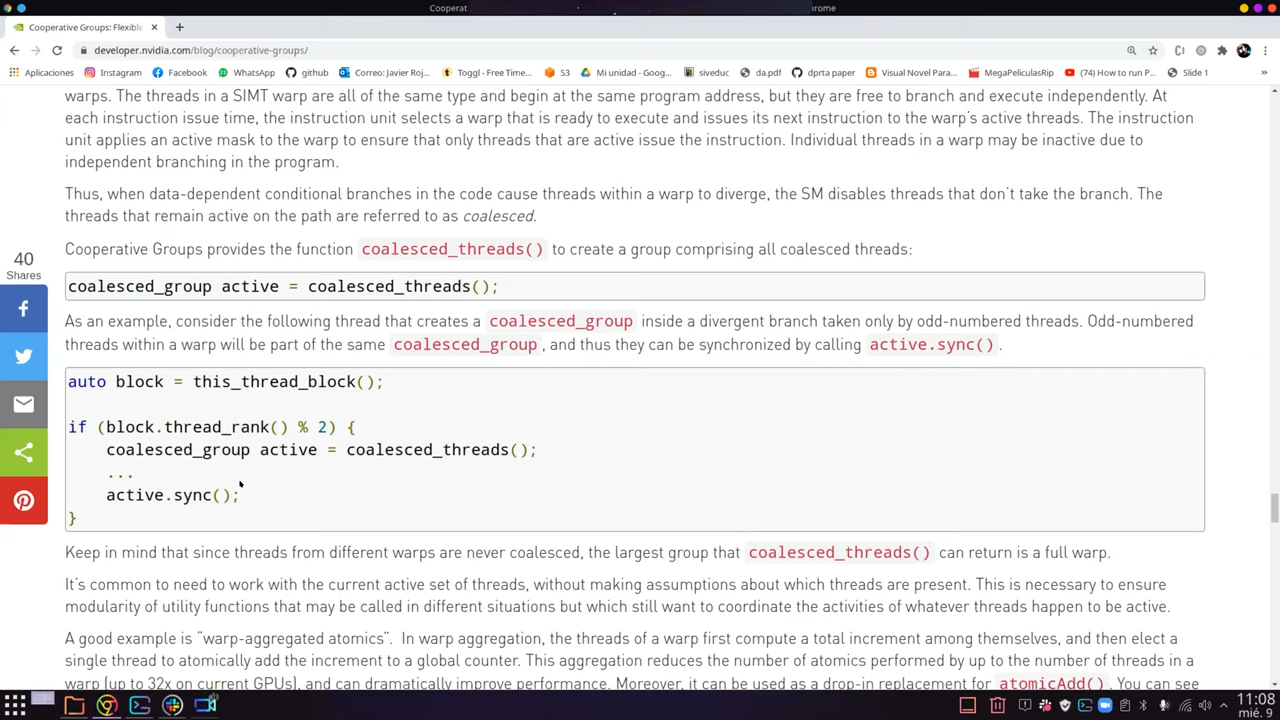 Cooperat
hrome
Cooperative Groups: Flexible
developer.nvidia.com/blog/cooperative-groups/
Aplicaciones Instagram Facebook WhatsApp github Correo: Javier Roj... Toggl - Free Time... S3 Mi unidad - Goog... siveduc da.pdf dprta paper Visual Novel Para... MegaPeliculasRip (74) How to run P... Slide 1 »
warps. The threads in a SIMT warp are all of the same type and begin at the same program address, but they are free to branch and execute independently. At
each instruction issue time, the instruction unit selects a warp that is ready to execute and issues its next instruction to the warp's active threads. The instruction
unit applies an active mask to the warp to ensure that only threads that are active issue the instruction. Individual threads in a warp may be inactive due to
independent branching in the program.
Thus, when data-dependent conditional branches in the code cause threads within a warp to diverge, the SM disables threads that don't take the branch. The
threads that remain active on the path are referred to as coalesced.
Cooperative Groups provides the function coalesced_threads() to create a group comprising all coalesced threads:
40
Shares
coalesced_group active = coalesced_threads();
As an example, consider the following thread that creates a coalesced_group inside a divergent branch taken only by odd-numbered threads. Odd-numbered
threads within a warp will be part of the same coalesced_group, and thus they can be synchronized by calling active.sync().
auto block = this_thread_block();
if (block.thread_rank() % 2) {
coalesced_group active = coalesced_threads();
...
active.sync();
}
Keep in mind that since threads from different warps are never coalesced, the largest group that coalesced_threads() can return is a full warp.
It's common to need to work with the current active set of threads, without making assumptions about which threads are present. This is necessary to ensure
modularity of utility functions that may be called in different situations but which still want to coordinate the activities of whatever threads happen to be active.
A good example is "warp-aggregated atomics". In warp aggregation, the threads of a warp first compute a total increment among themselves, and then elect a
single thread to atomically add the increment to a global counter. This aggregation reduces the number of atomics performed by up to the number of threads in a
warp (up to 32x on current GPUs), and can dramatically improve performance. Moreover, it can be used as a drop-in replacement for atomicAdd(). You can see
11:08
mié. 9